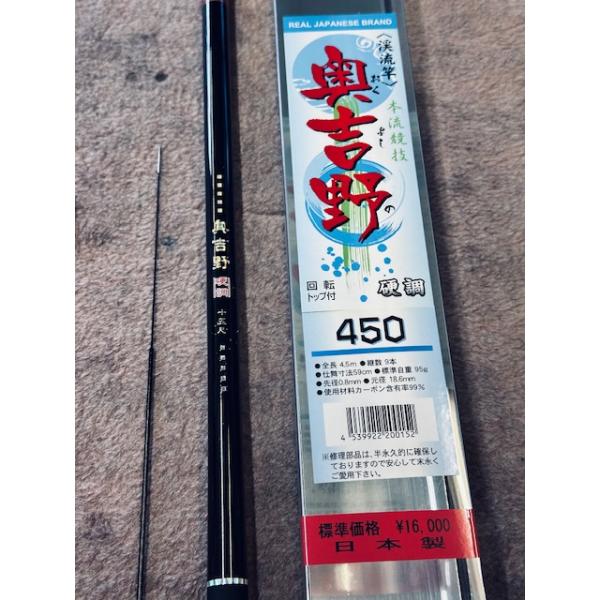 REAL JAPANESE BRAND
〈渓流竿〉
奥吉野
おく
よしの
本流競技
回転
トップ付
硬調
450
●全長 4.5m ●継数 9本
●仕舞寸法59cm ●標準自重 95g
●先径0.8mm ●元径 18.6mm
●使用材料カーボン含有率99%
4 539922 200152
※修理部品は、半永久的に確保し
ておりますので安心して末永く
ご愛用下さい。
標準価格 ¥16,000
日本製
奥吉野
硬調